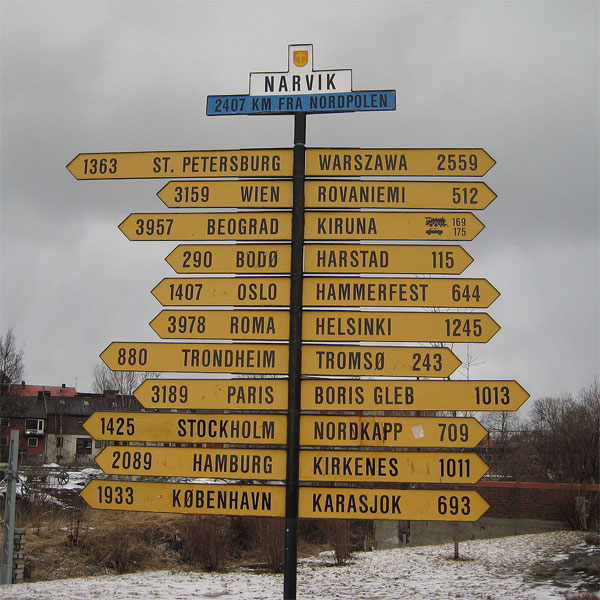 NARVIK
2407 KM FRA NORDPOLEN
1363 ST. PETERSBURG
WARSZAWA 2559
3159 WIEN
ROVANIEMI 512
3957 BEOGRAD
KIRUNA 169
175
290 BODØ
HARSTAD 115
1407 OSLO
HAMMERFEST 644
3978 ROMA
HELSINKI 1245
880 TRONDHEIM
TROMSØ 243
3189 PARIS
BORIS GLEB 1013
1425 STOCKHOLM
NORDKAPP 709
2089 HAMBURG
KIRKENES 1011
1933 KØBENHAVN
KARASJOK 693